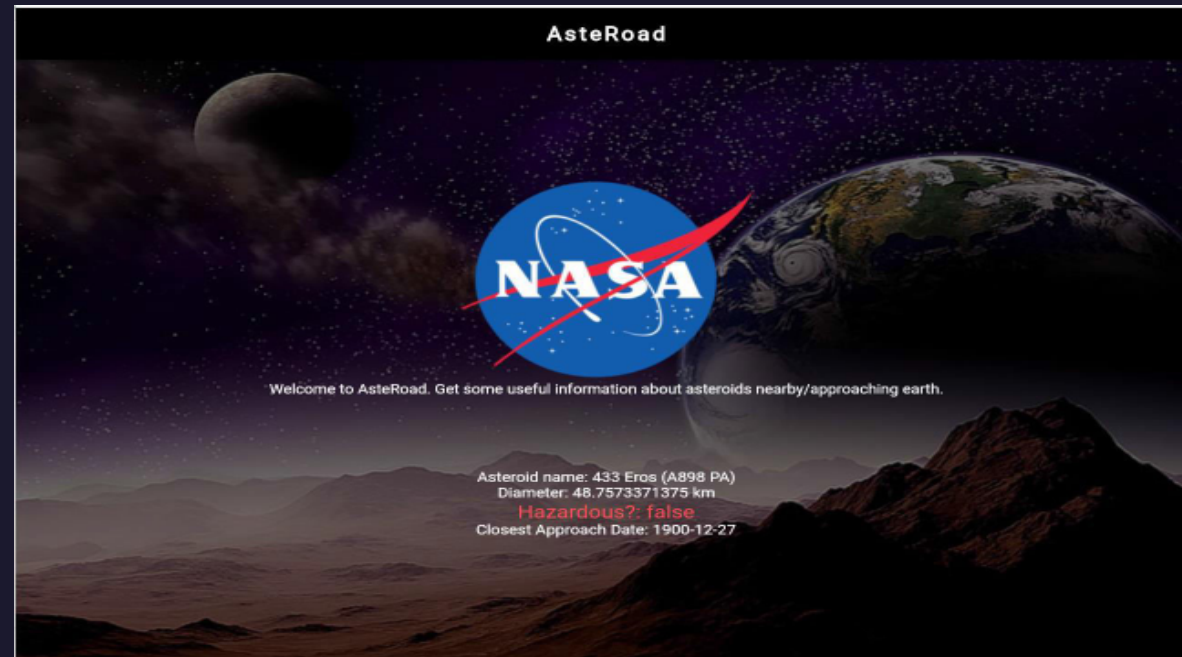 AsteRoad
NASA
Welcome to AsteRoad. Get some useful information about asteroids nearby/approaching earth.
Asteroid name: 433 Eros (A898 PA)
Diameter: 48.7573371375 km
Hazardous?: false
Closest Approach Date: 1900-12-27